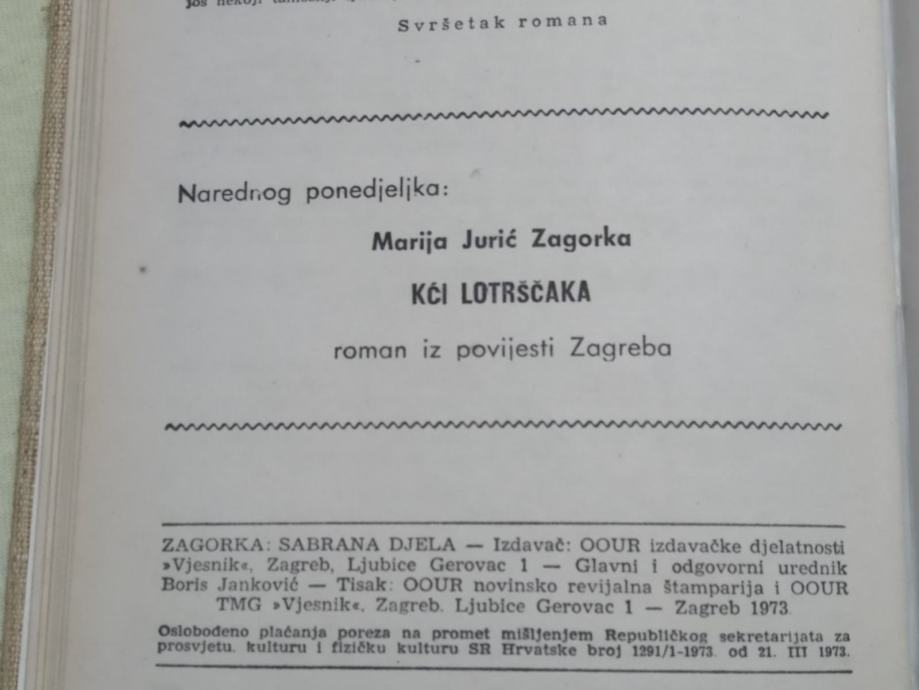 još nekoji
Svršetak romana
Narednog ponedjeljka:
Marija Jurić Zagorka
KĆI LOTRŠČAKA
roman iz povijesti Zagreba
ZAGORKA: SABRANA DJELA — Izdavač: OOUR izdavačke djelatnosti
»Vjesnik«, Zagreb, Ljubice Gerovac 1 — Glavni i odgovorni urednik
Boris Janković — Tisak: OOUR novinsko revijalna štamparija i OOUR
TMG »Vjesnik«, Zagreb. Ljubice Gerovac 1 — Zagreb 1973.
Oslobođeno plaćanja poreza na promet mišljenjem Republičkog sekretarijata za
prosvjetu. kulturu i fizičku kulturu SR Hrvatske broj 1291/1-1973. od 21. III 1973.